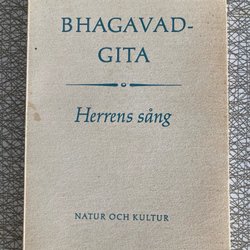 BHAGAVAD-
GITA
Herrens sång
NATUR OCH KULTUR